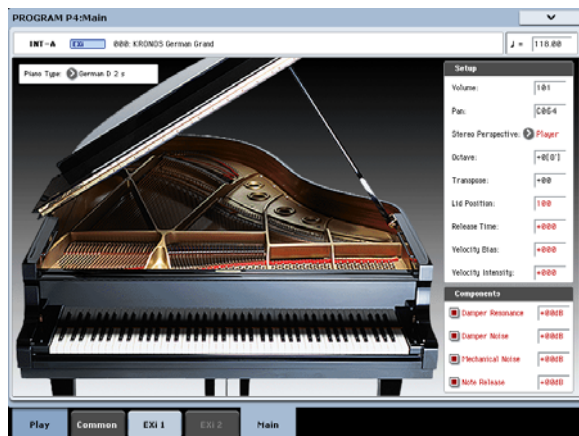 PROGRAM P4:Main
INT-A EXi 000: KRONOS German Grand ♩= 118.00
Piano Type: German D 2 s
Setup
Volume: 101
Pan: C064
Stereo Perspective: Player
Octave: +0[8']
Transpose: +00
Lid Position: 100
Release Time: +000
Velocity Bias: +000
Velocity Intensity: +000
Components
Damper Resonance +00dB
Damper Noise +00dB
Mechanical Noise +00dB
Note Release +00dB
Play Common EXi 1 EXi 2 Main